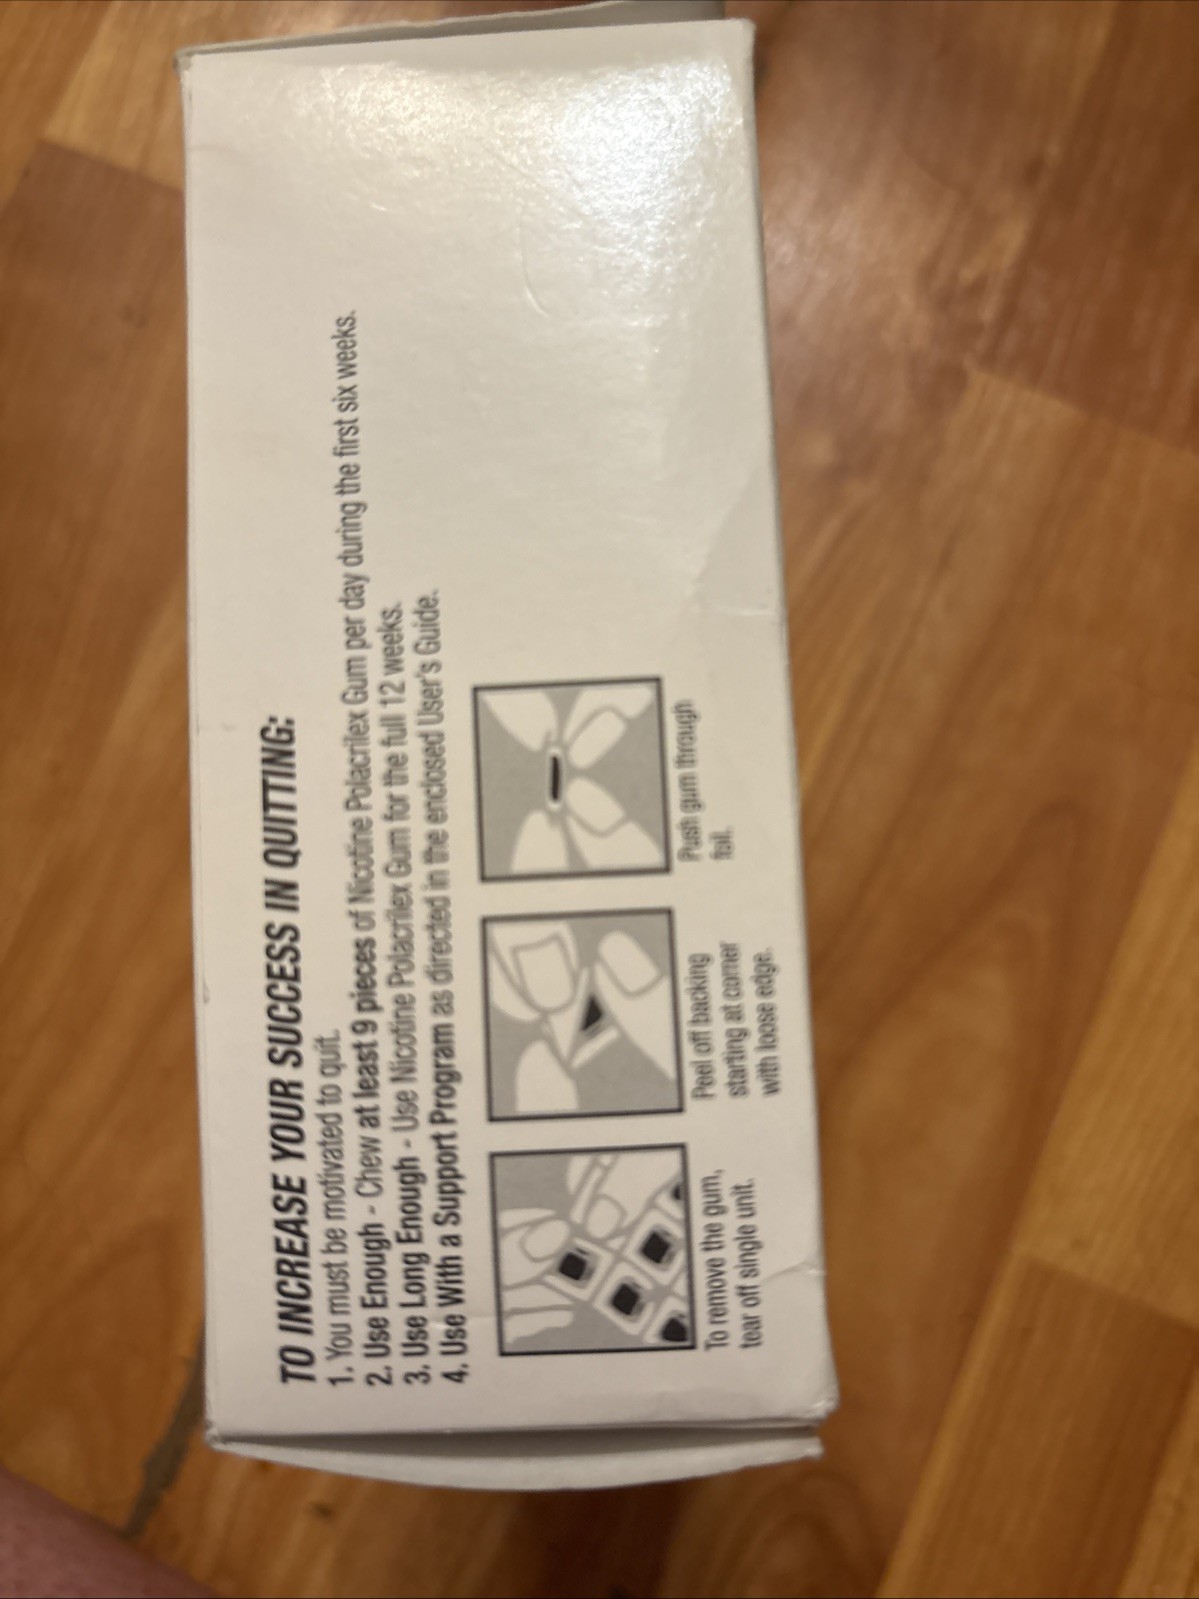 TO INCREASE YOUR SUCCESS IN QUITTING:
1. You must be motivated to quit.
2. Use Enough - Chew at least 9 pieces of Nicotine Polacrilex Gum per day during the first six weeks.
3. Use Long Enough - Use Nicotine Polacrilex Gum for the full 12 weeks.
4. Use With a Support Program as directed in the enclosed User's Guide.
To remove the gum,
tear off single unit.
Peel off backing
starting at corner
with loose edge.
Push gum through
foil.